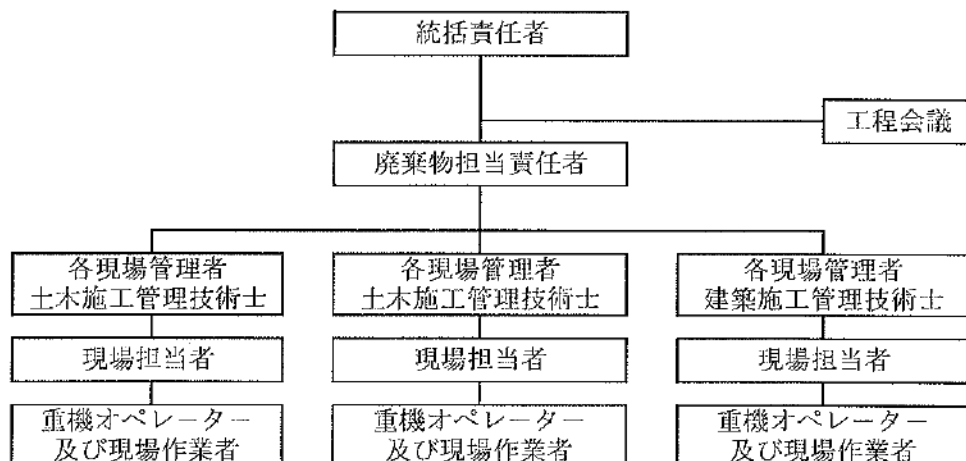 統括責任者
工程会議
廃棄物担当責任者
各現場管理者
土木施工管理技術士
各現場管理者
土木施工管理技術士
各現場管理者
建築施工管理技術士
現場担当者
現場担当者
現場担当者
重機オペレーター
及び現場作業者
重機オペレーター
及び現場作業者
重機オペレーター
及び現場作業者